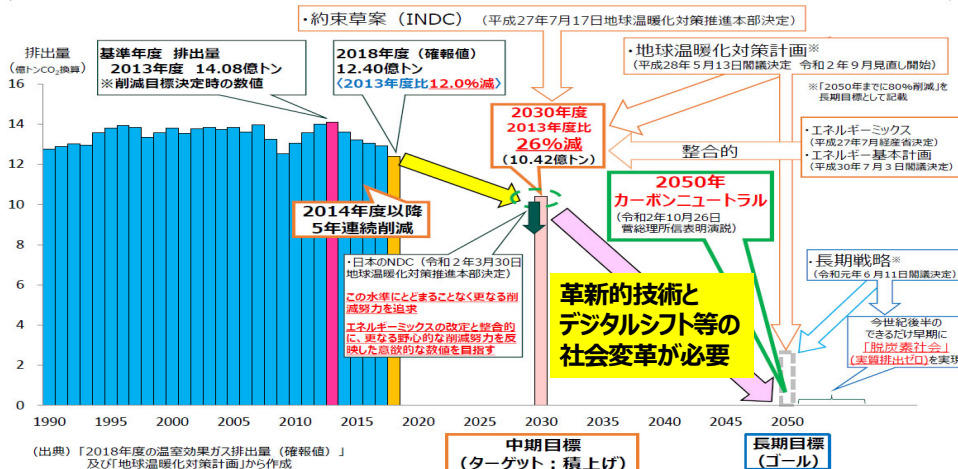 ・約束草案（INDC）（平成27年7月17日地球温暖化対策推進本部決定）
排出量
（億トンCO₂換算）
基準年度 排出量
2013年度 14.08億トン
※削減目標決定時の数値
2018年度（確報値）
12.40億トン
〈2013年度比12.0%減〉
・地球温暖化対策計画※
（平成28年5月13日閣議決定 令和2年9月見直し開始）
※「2050年までに80%削減」を
長期目標として記載
2030年度
2013年度比
26%減
（10.42億トン）
整合的
・エネルギーミックス
（平成27年7月経産省決定）
・エネルギー基本計画
（平成30年7月3日閣議決定）
2050年
カーボンニュートラル
（令和2年10月26日
菅総理所信表明演説）
2014年度以降
5年連続削減
・日本のNDC（令和2年3月30日
地球温暖化対策推進本部決定）
この水準にとどまることなく更なる削
減努力を追求
エネルギーミックスの改定と整合的
に、更なる野心的な削減努力を反
映した意欲的な数値を目指す
革新的技術と
デジタルシフト等の
社会変革が必要
・長期戦略※
（令和元年6月11日閣議決定）
今世紀後半の
できるだけ早期に
「脱炭素社会」
（実質排出ゼロ）を実現
16
14
12
10
8
6
4
2
0
1990 1995 2000 2005 2010 2015 2020 2025 2030 2035 2040 2045 2050
（出典）「2018年度の温室効果ガス排出量（確報値）」
及び「地球温暖化対策計画」から作成
中期目標
（ターゲット：積上げ）
長期目標
（ゴール）